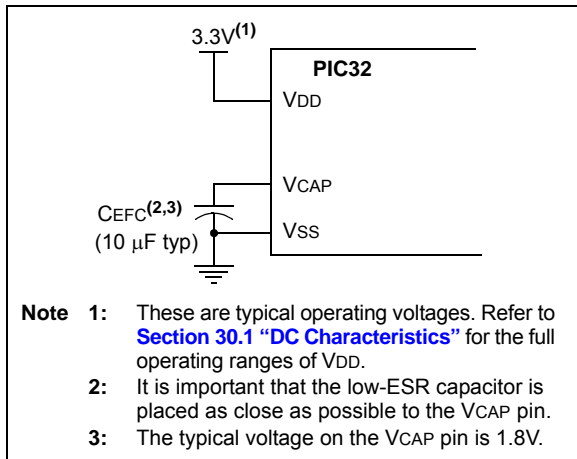 3.3V(1)
PIC32
VDD
VCAP
CEFC(2,3)
(10 μF typ)
VSS
Note 1: These are typical operating voltages. Refer to
Section 30.1 “DC Characteristics” for the full
operating ranges of VDD.
2: It is important that the low-ESR capacitor is
placed as close as possible to the VCAP pin.
3: The typical voltage on the VCAP pin is 1.8V.